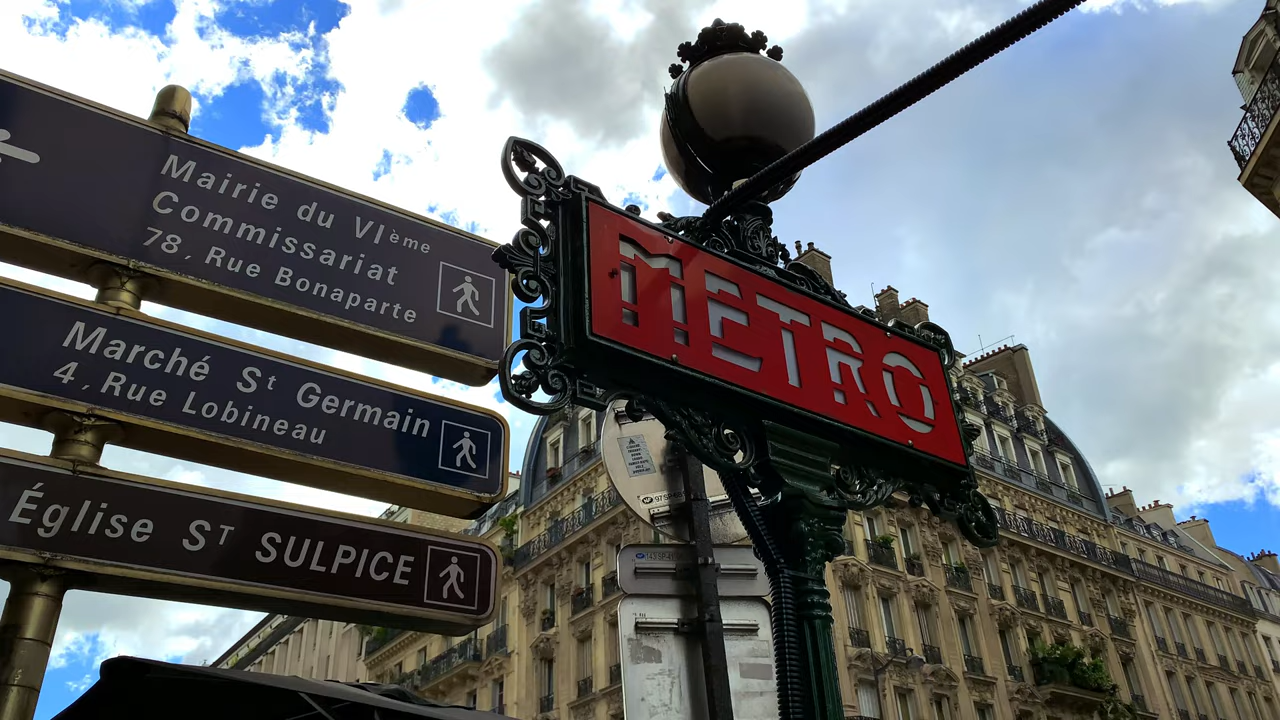 Mairie du VIème
Commissariat
78, Rue Bonaparte
Marché St Germain
4, Rue Lobineau
Église ST SULPICE
METRO